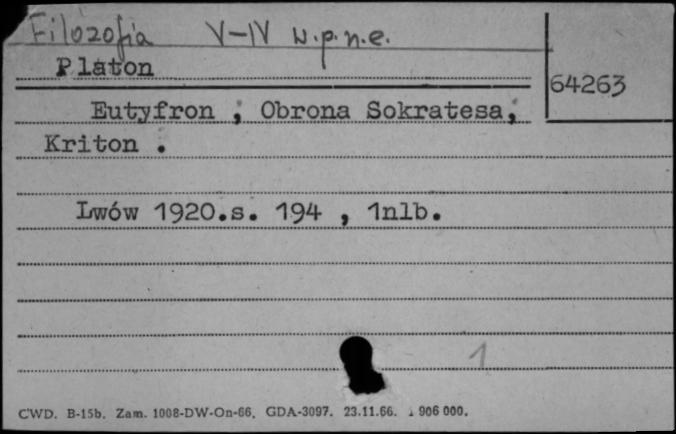 Filozofia V-IV w.p.n.e.
Platon
64263
Eutyfron ; Obrona Sokratesa,
Kriton .
Lwów 1920.s. 194 , 1nlb.
1
CWD. B-15b. Zam. 1008-DW-On-66. GDA-3097. 23.11.66. 906 000.